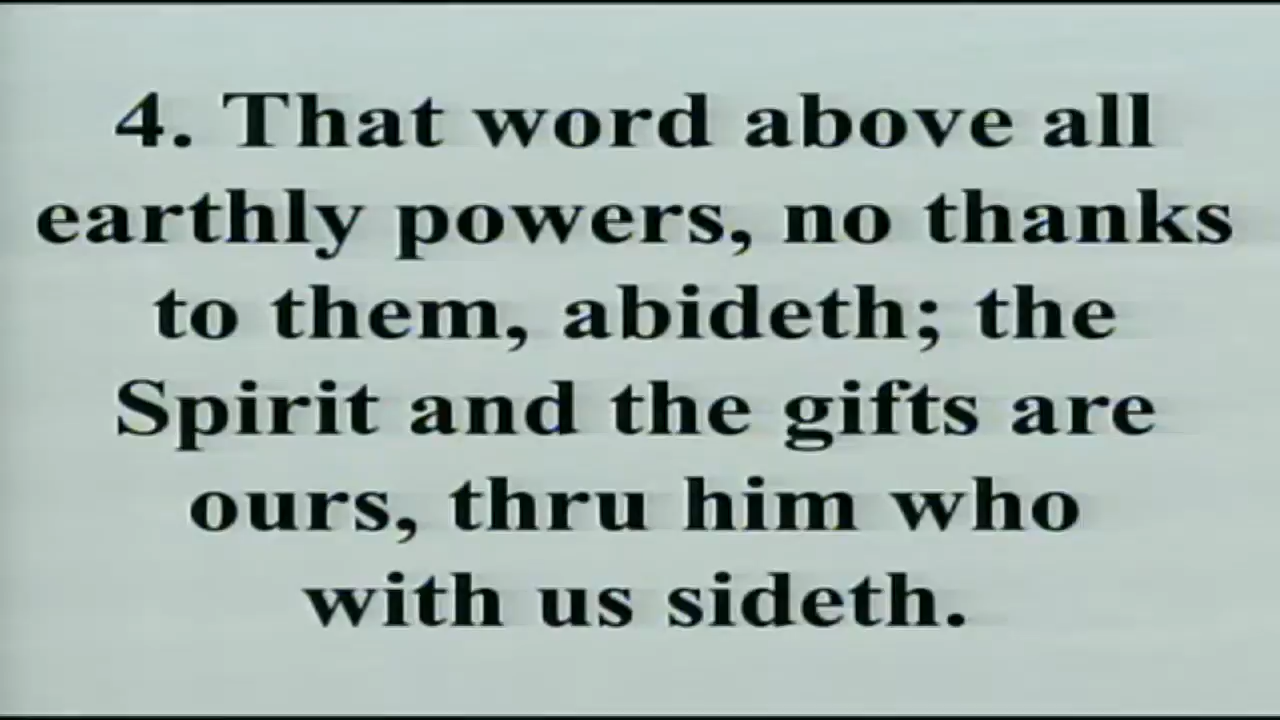 4. That word above all
earthly powers, no thanks
to them, abideth; the
Spirit and the gifts are
ours, thru him who
with us sideth.